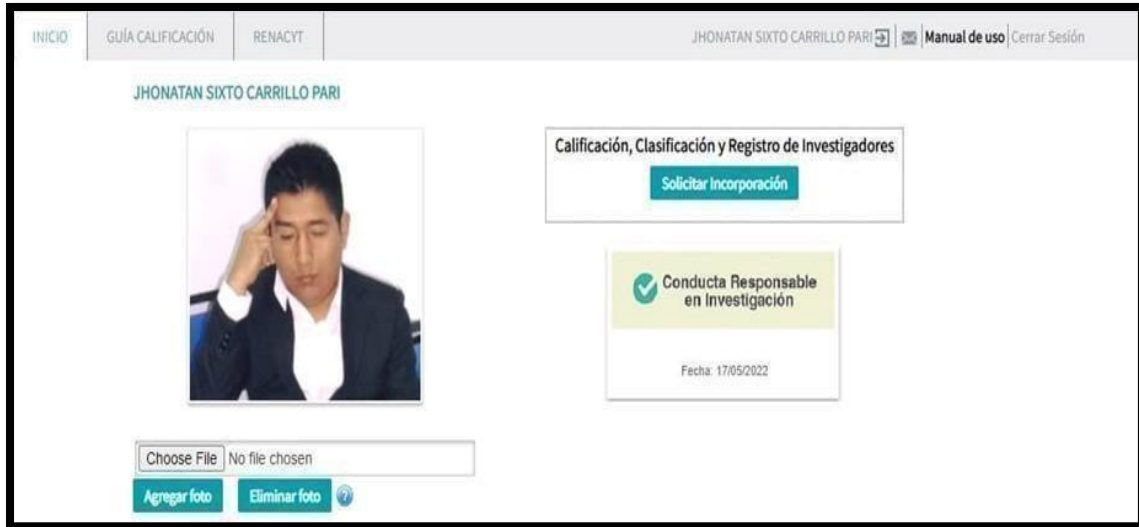 INICIO GUÍA CALIFICACIÓN RENACYT JHONATAN SIXTO CARRILLO PARI Manual de uso Cerrar Sesión
JHONATAN SIXTO CARRILLO PARI
Calificación, Clasificación y Registro de Investigadores
Solicitar Incorporación
Conducta Responsable
en Investigación
Fecha: 17/05/2022
Choose File No file chosen
Agregar foto Eliminar foto ?